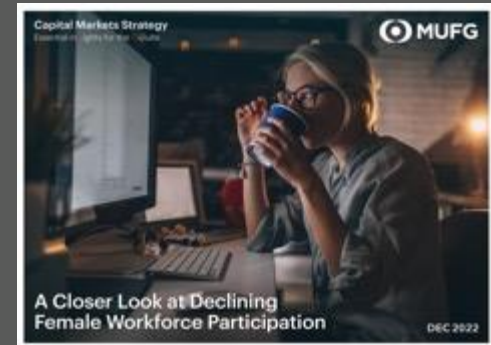 Capital Markets Strategy
MUFG
A Closer Look at Declining
Female Workforce Participation
DEC 2022